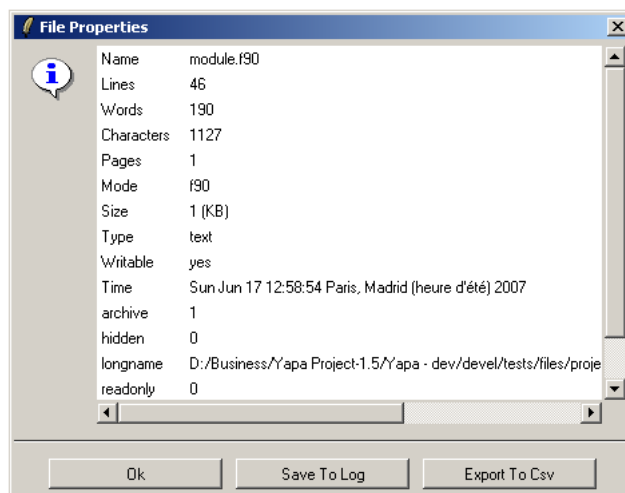 File Properties
Name module.f90
Lines 46
Words 190
Characters 1127
Pages 1
Mode f90
Size 1 (KB)
Type text
Writable yes
Time Sun Jun 17 12:58:54 Paris, Madrid (heure d'été) 2007
archive 1
hidden 0
longname D:/Business/Yapa Project-1.5/Yapa - dev/devel/tests/files/proje
readonly 0
Ok Save To Log Export To Csv